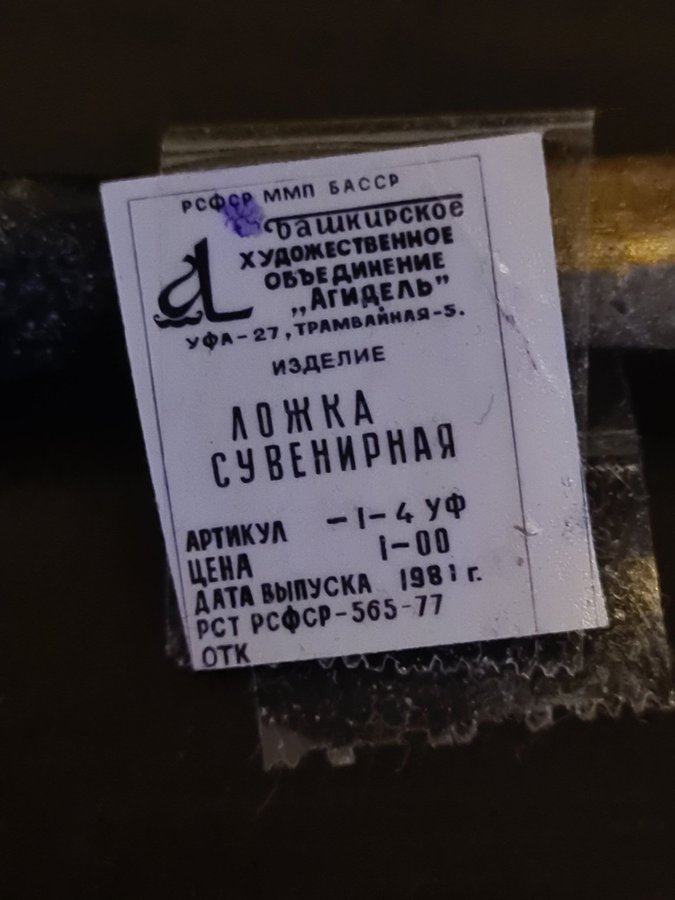 РСФСР ММП БАССР
Башкирское
ХУДОЖЕСТВЕННОЕ
ОБЪЕДИНЕНИЕ
„АГИДЕЛЬ”
УФА-27, ТРАМВАЙНАЯ-5.
ИЗДЕЛИЕ
ЛОЖКА
СУВЕНИРНАЯ
АРТИКУЛ -1-4 УФ
ЦЕНА 1-00
ДАТА ВЫПУСКА 1981 г.
РСТ РСФСР-565-77
ОТК